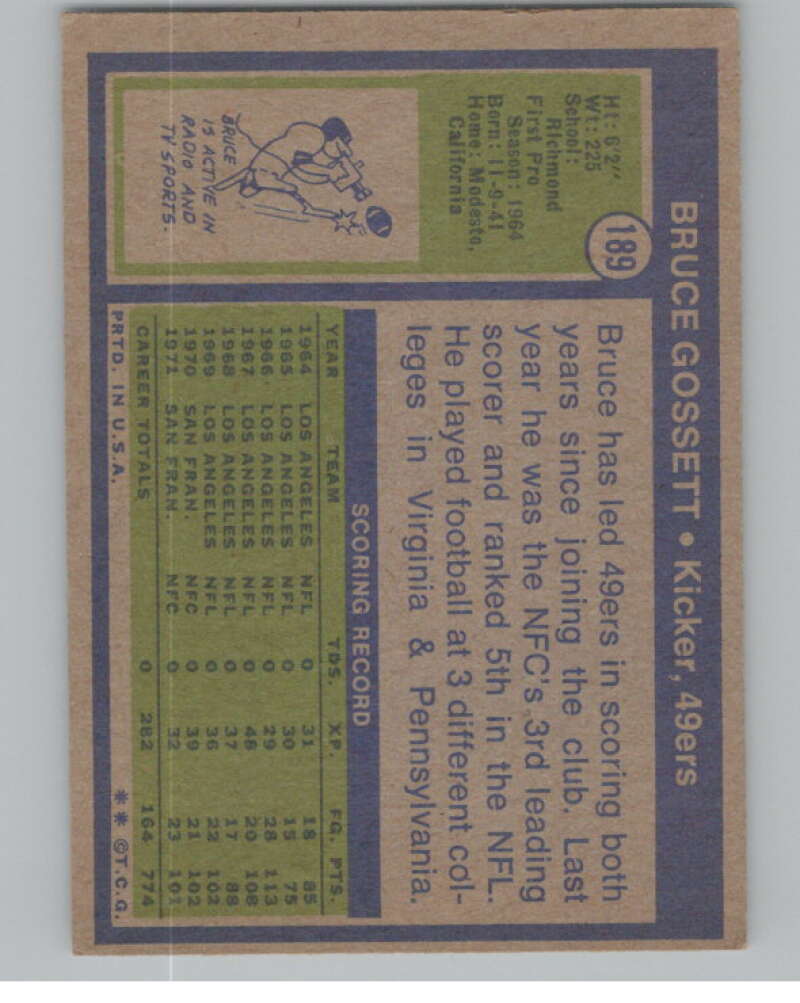 BRUCE GOSSETT • Kicker, 49ers
189
Ht: 6'2"
Wt: 225
School:
Richmond
First Pro
Season: 1964
Born: 11-9-41
Home: Modesto,
California
BRUCE
IS ACTIVE IN
RADIO AND
TV SPORTS.
Bruce has led 49ers in scoring both
years since joining the club. Last
year he was the NFC's 3rd leading
scorer and ranked 5th in the NFL.
He played football at 3 different col-
leges in Virginia & Pennsylvania.
SCORING RECORD
YEAR TEAM TDS. XP. FG. PTS.
1964 LOS ANGELES NFL 0 31 18 85
1965 LOS ANGELES NFL 0 30 15 75
1966 LOS ANGELES NFL 0 29 28 113
1967 LOS ANGELES NFL 0 48 20 108
1968 LOS ANGELES NFL 0 37 17 88
1969 LOS ANGELES NFL 0 36 22 102
1970 SAN FRAN. NFC 0 39 21 102
1971 SAN FRAN. NFC 0 32 23 101
CAREER TOTALS 0 282 164 774
PRTD. IN U.S.A. ** ©T.C.G.